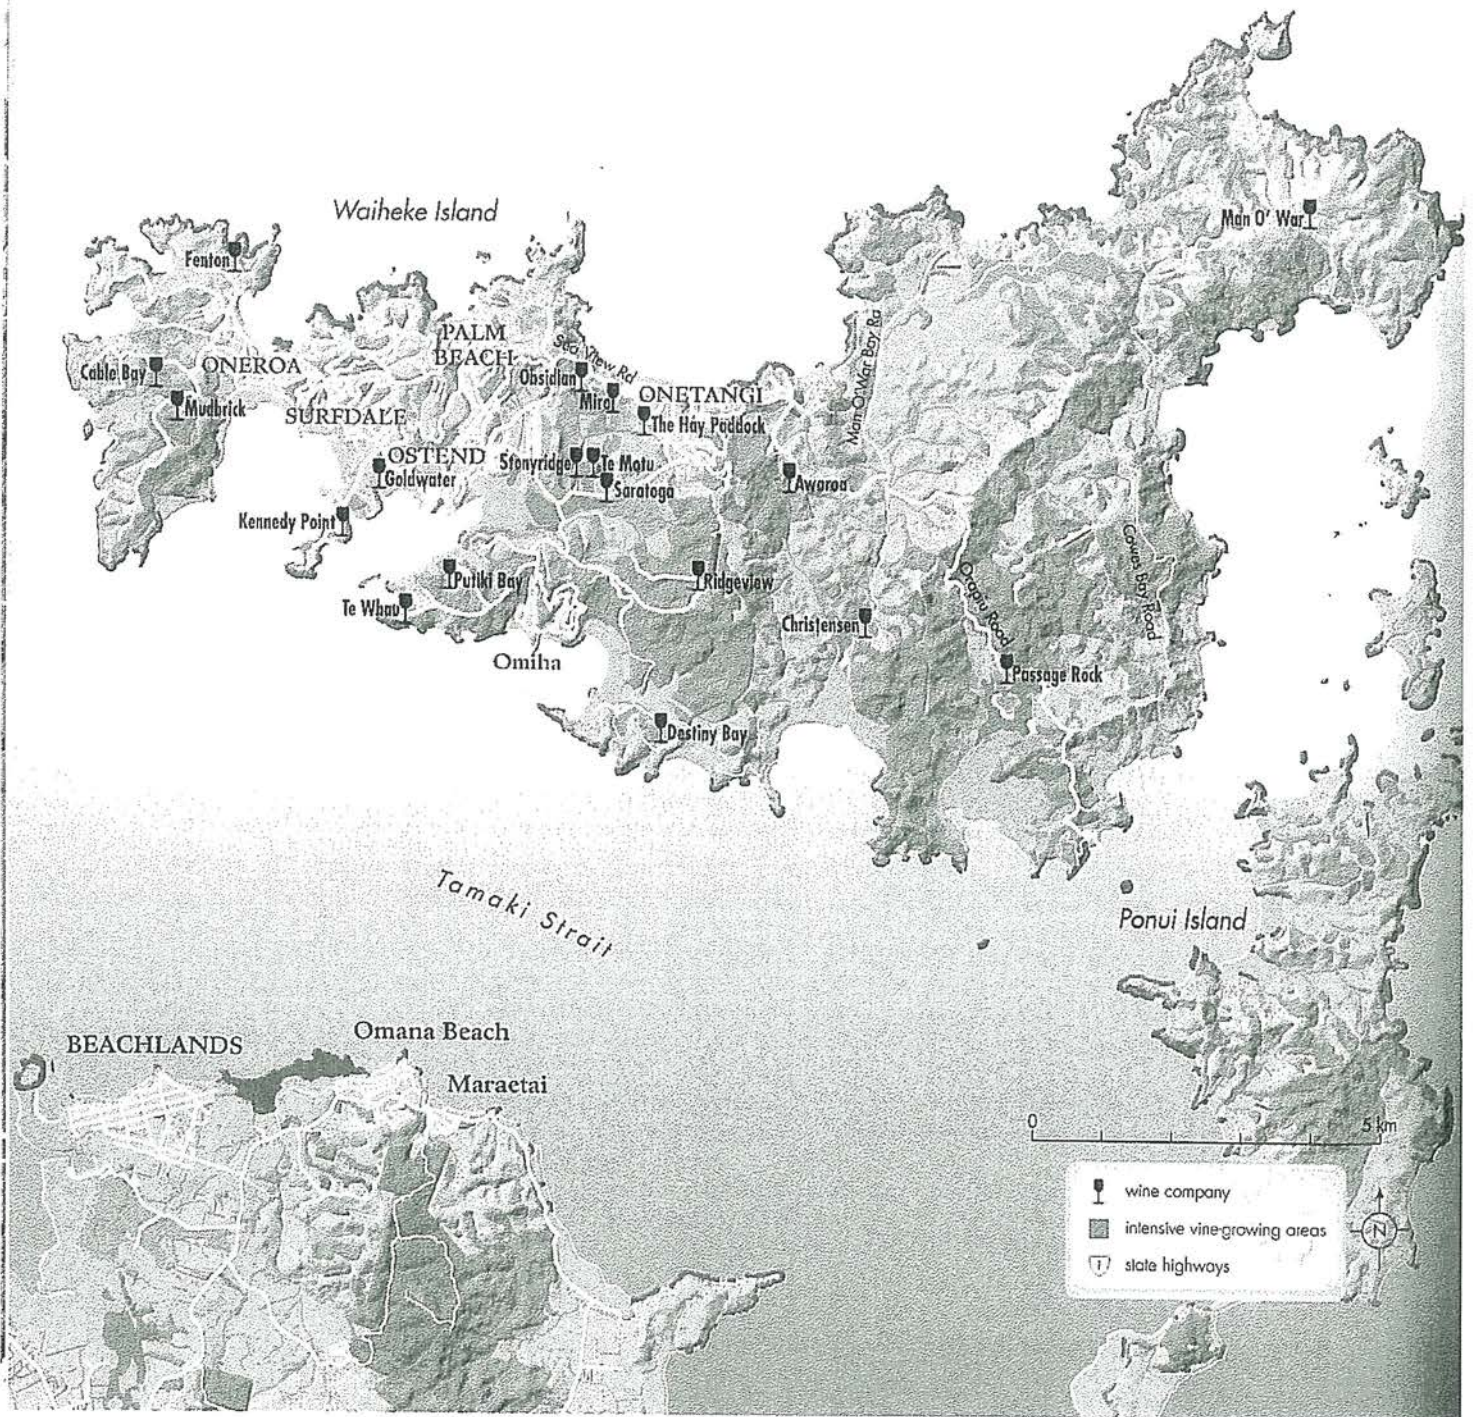 Waiheke Island
Man O' War
Fenton
PALM
BEACH
Sea View Rd
Man O'War Bay Rd
Cable Bay
ONEROA
Obsidian
Miro
ONETANGI
Mudbrick
SURFDALE
The Hay Paddock
OSTEND
Stonyridge
Te Motu
Goldwater
Saratoga
Awaroa
Kennedy Point
Cowes Bay Road
Putiki Bay
Ridgeview
Orapiu Road
Te Whau
Christensen
Omiha
Passage Rock
Destiny Bay
Tamaki Strait
Ponui Island
BEACHLANDS
Omana Beach
Maraetai
0
5 km
wine company
intensive vine-growing areas
N
1
state highways